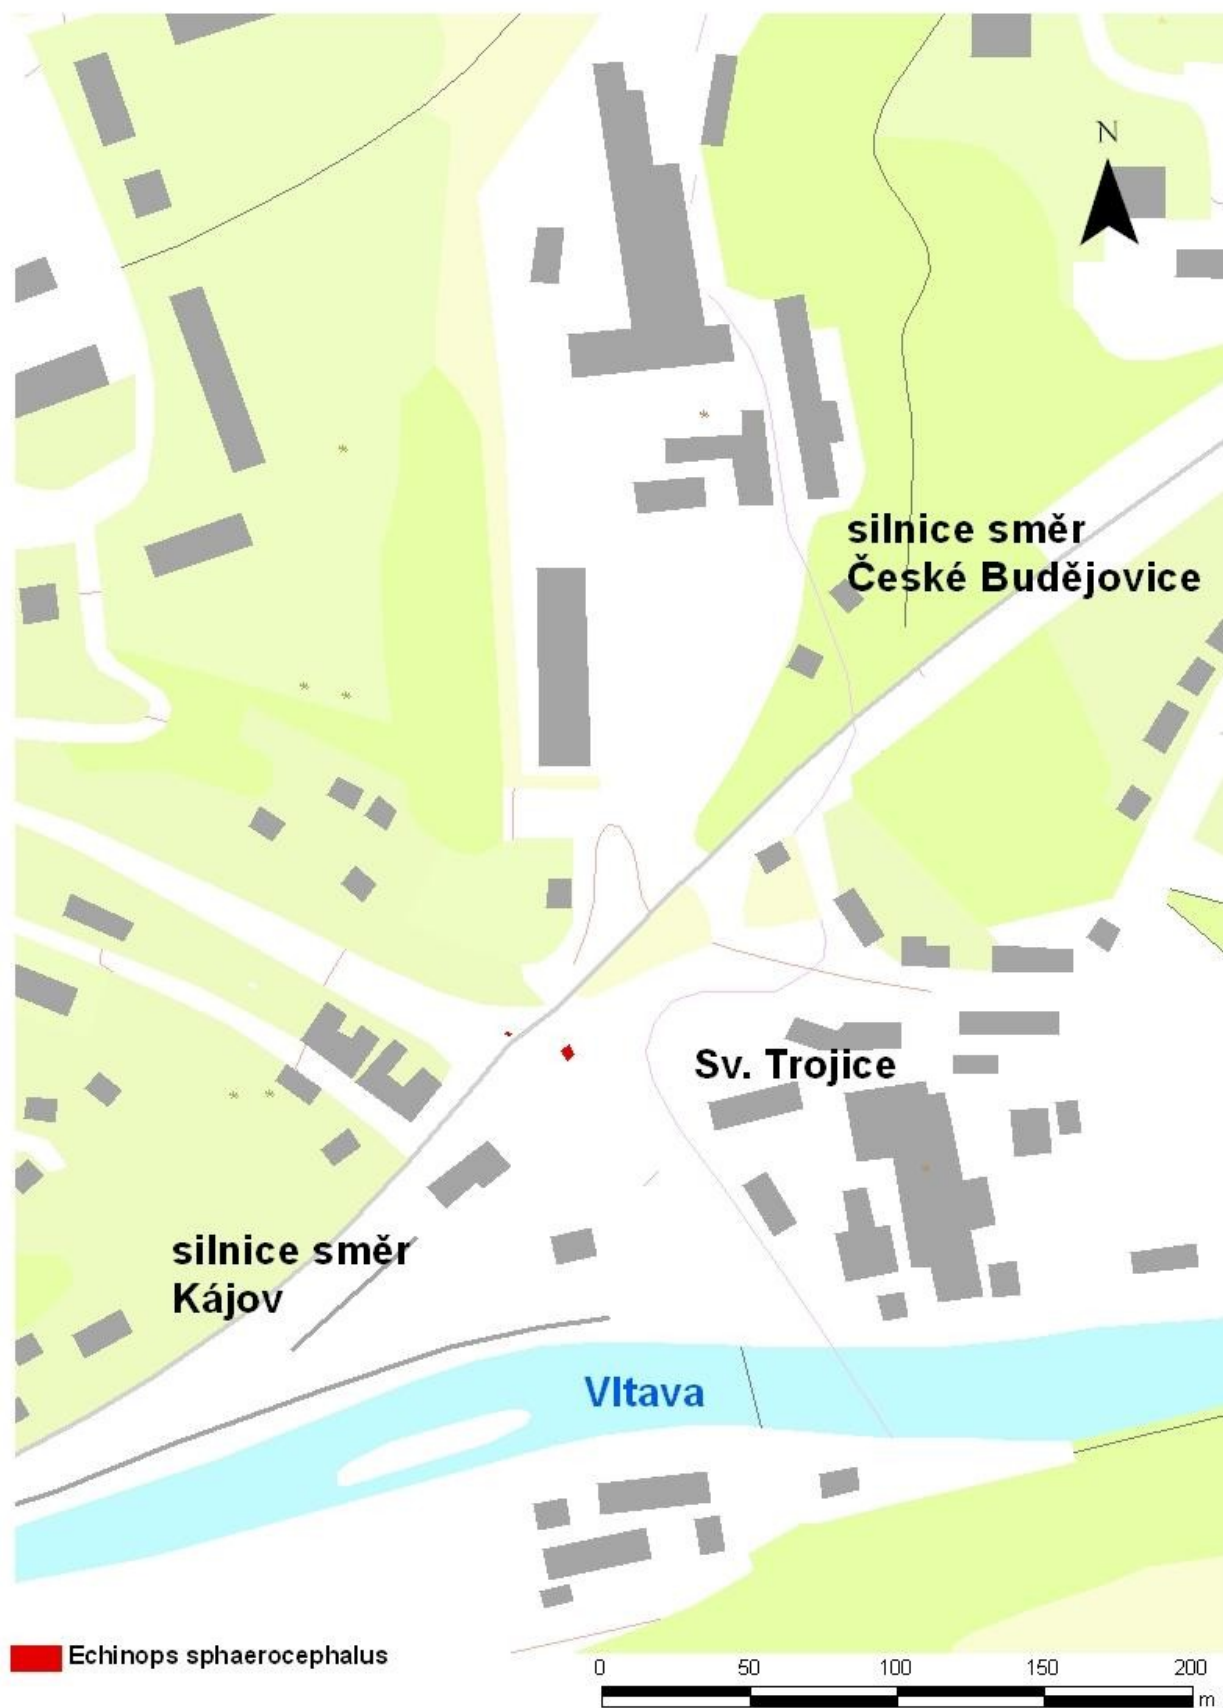 N
silnice směr
České Budějovice
Sv. Trojice
silnice směr
Kájov
Vltava
Echinops sphaerocephalus
0 50 100 150 200
m